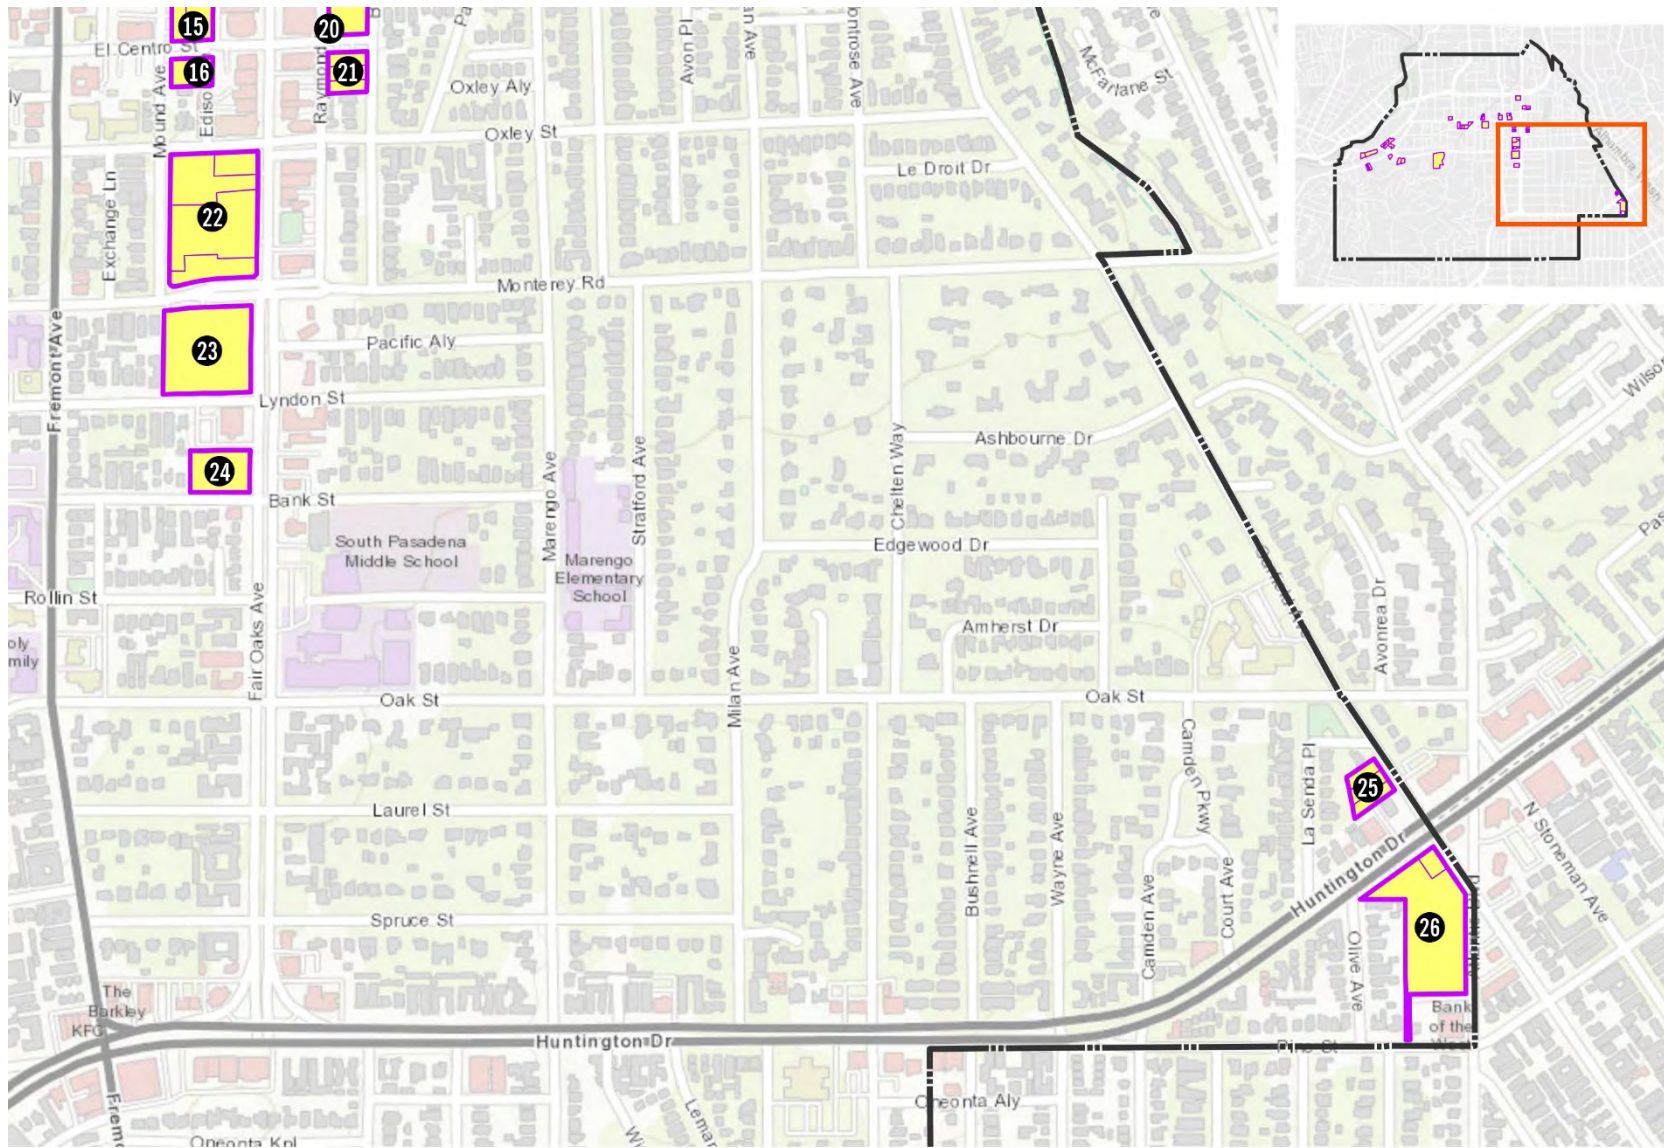 15
20
El Centro St
16
21
Mound Ave
Raymond
Avon Pl
McFarlane St
Oxley Aly
Oxley St
Le Droit Dr
Exchange Ln
22
Monterey Rd
Fremont Ave
23
Pacific Aly
Lyndon St
Ashbourne Dr
Chelten Way
24
Bank St
Marengo Ave
Stratford Ave
South Pasadena
Middle School
Marengo
Elementary
School
Edgewood Dr
Rollin St
Fair Oaks Ave
Amherst Dr
Avonrea Dr
Milan Ave
Oak St
Oak St
Camden Pkwy
La Senda Pl
25
Laurel St
Bushnell Ave
Wayne Ave
Huntington Dr
N Stoneman Ave
Spruce St
Camden Ave
Court Ave
Olive Ave
26
The
Barkley
KFC
Huntington Dr
Bank
of the
Oneonta Aly
Oneonta Knl